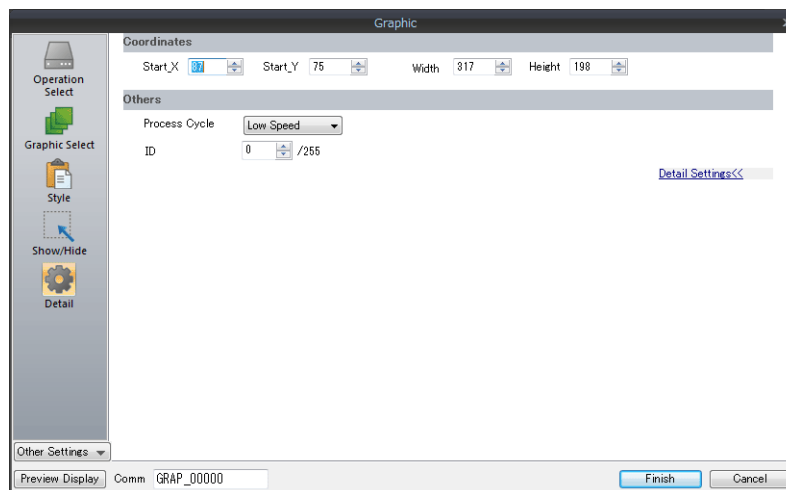 Graphic
Coordinates
Start_X 87 Start_Y 75 Width 317 Height 198
Others
Process Cycle Low Speed
ID 0 /255
Detail Settings<<
Operation
Select
Graphic Select
Style
Show/Hide
Detail
Other Settings
Preview Display Comm GRAP_00000 Finish Cancel